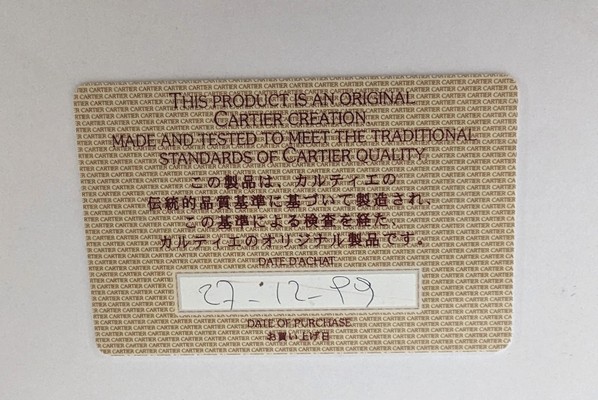 THIS PRODUCT IS AN ORIGINAL
CARTIER CREATION
MADE AND TESTED TO MEET THE TRADITIONAL
STANDARDS OF CARTIER QUALITY
この製品は、カルティエの
伝統的品質基準に基づいて製造され、
この基準による検査を経た、
カルティエのオリジナル製品です。
DATE D'ACHAT
27-12-99
DATE OF PURCHASE
お買い上げ日